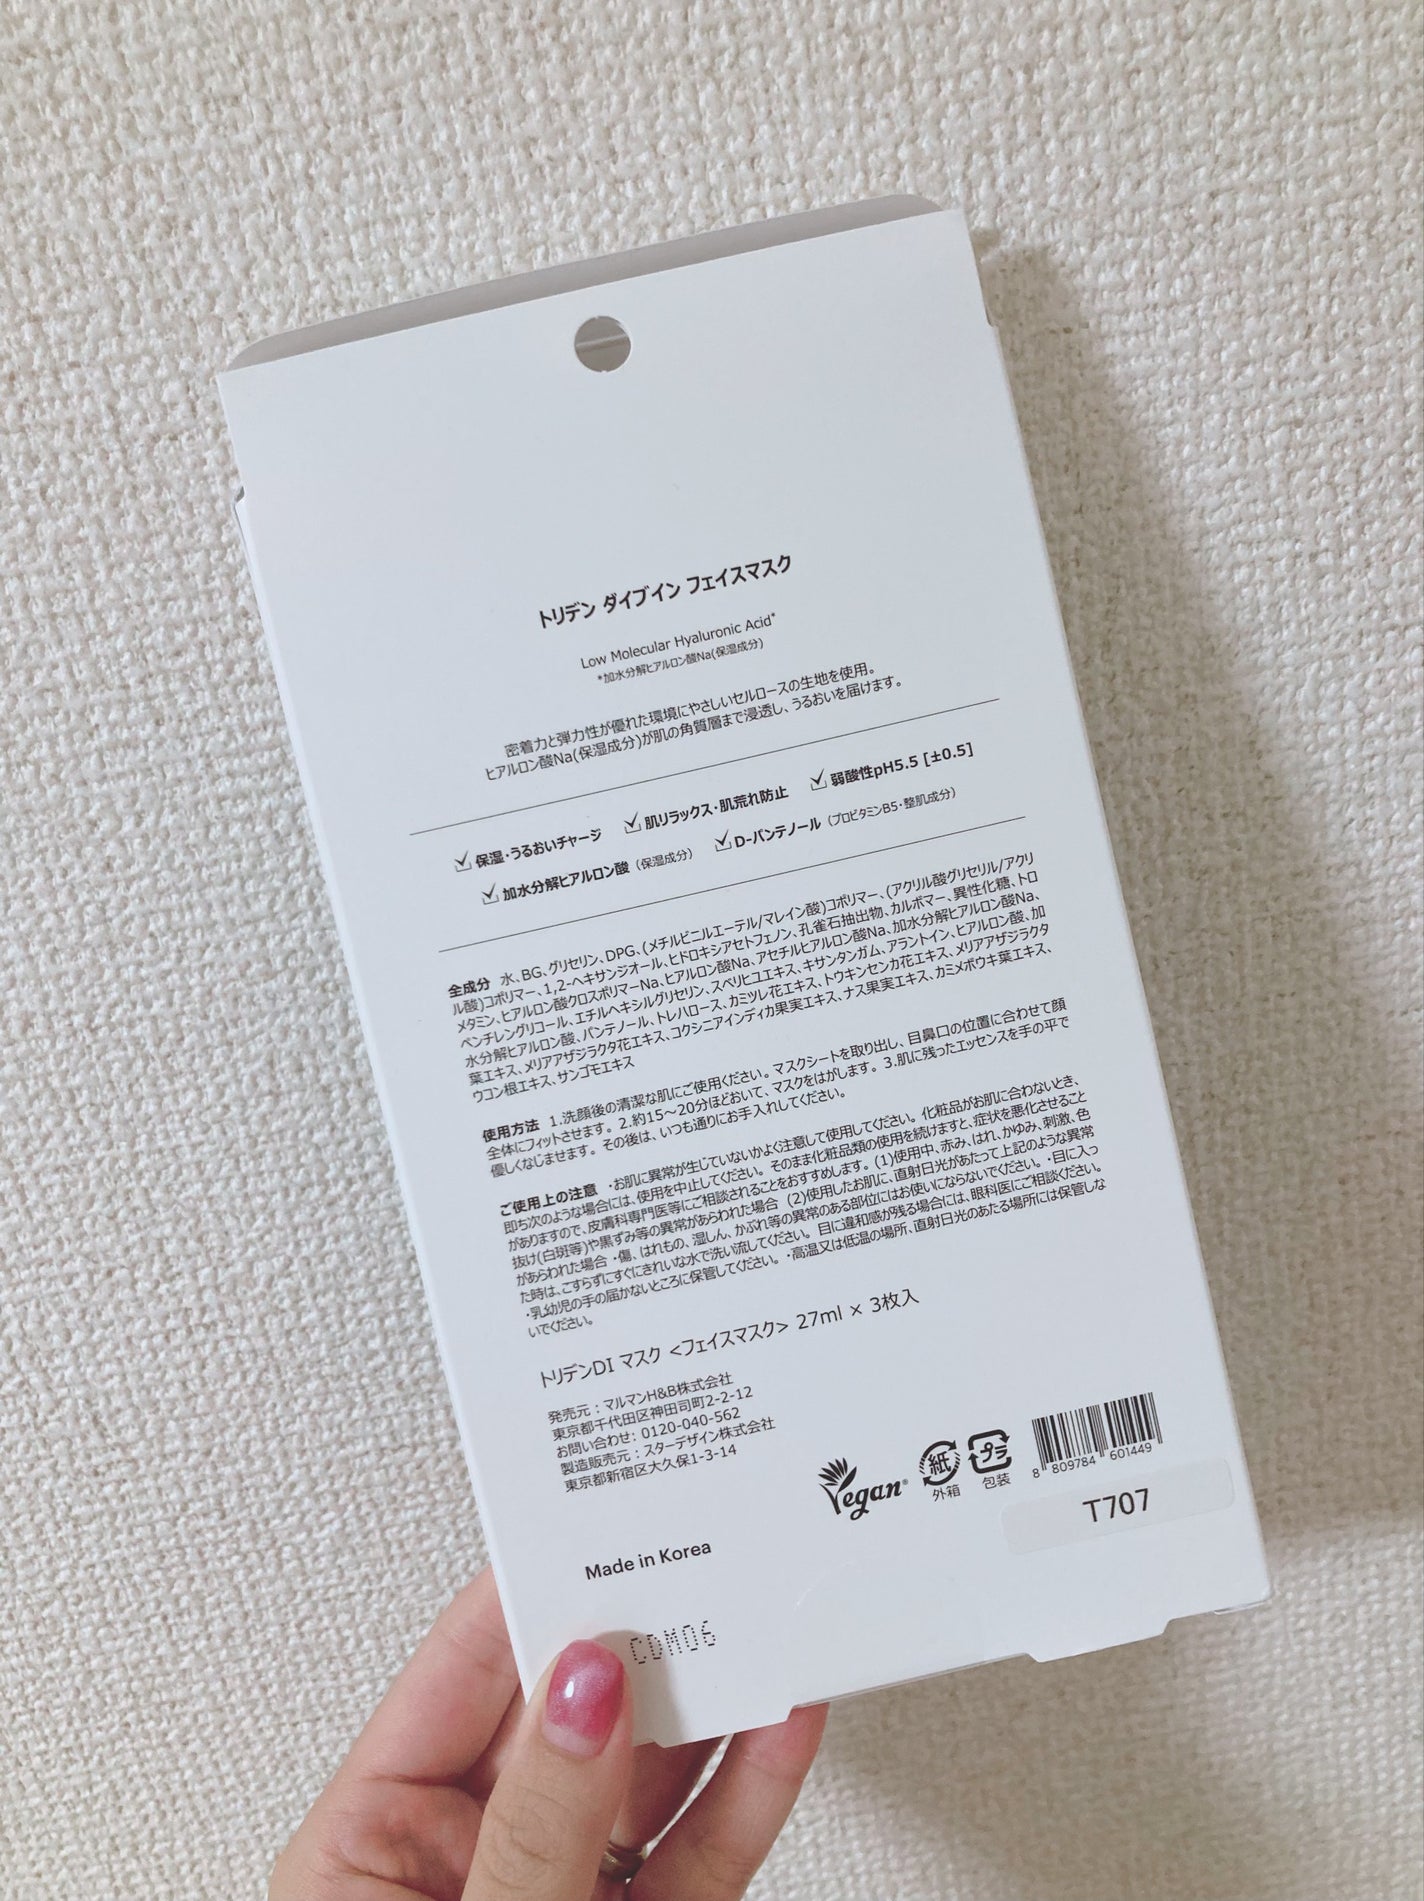 トリデン ダイブイン フェイスマスク
Low Molecular Hyaluronic Acid*
*加水分解ヒアルロン酸Na(保湿成分)
密着力と弾力性が優れた環境にやさしいセルロースの生地を使用。
ヒアルロン酸Na(保湿成分)が肌の角質層まで浸透し、うるおいを届けます。
保湿・うるおいチャージ 肌リラックス・肌荒れ防止 弱酸性pH5.5 [±0.5]
加水分解ヒアルロン酸（保湿成分） D-パンテノール（プロビタミンB5・整肌成分）
全成分 水、BG、グリセリン、DPG、(メチルビニルエーテル/マレイン酸)コポリマー、(アクリル酸グリセリル/アクリ
ル酸)コポリマー、1,2-ヘキサンジオール、ヒドロキシアセトフェノン、孔雀石抽出物、カルボマー、異性化糖、トロ
メタミン、ヒアルロン酸クロスポリマーNa、ヒアルロン酸Na、アセチルヒアルロン酸Na、加水分解ヒアルロン酸Na、
ペンチレングリコール、エチルヘキシルグリセリン、スベリヒユエキス、キサンタンガム、アラントイン、ヒアルロン酸、加
水分解ヒアルロン酸、パンテノール、トレハロース、カミツレ花エキス、トウキンセンカ花エキス、メリアアザジラクタ
葉エキス、メリアアザジラクタ花エキス、コクシニアインディカ果実エキス、ナス果実エキス、カミメボウキ葉エキス、
ウコン根エキス、サンゴモエキス
使用方法 1.洗顔後の清潔な肌にご使用ください。マスクシートを取り出し、目鼻口の位置に合わせて顔
全体にフィットさせます。2.約15～20分ほどおいて、マスクをはがします。3.肌に残ったエッセンスを手の平で
優しくなじませます。その後は、いつも通りにお手入れしてください。
ご使用上の注意 ・お肌に異常が生じていないかよく注意して使用してください。化粧品がお肌に合わないとき、
即ち次のような場合には、使用を中止してください。そのまま化粧品類の使用を続けますと、症状を悪化させること
がありますので、皮膚科専門医等にご相談されることをおすすめします。(1)使用中、赤み、はれ、かゆみ、刺激、色
抜け(白斑等)や黒ずみ等の異常があらわれた場合 (2)使用したお肌に、直射日光があたって上記のような異常
があらわれた場合 ・傷、はれもの、湿しん、かぶれ等の異常のある部位にはお使いにならないでください。・目に入っ
た時は、こすらずにすぐにきれいな水で洗い流してください。目に違和感が残る場合には、眼科医にご相談ください。
・乳幼児の手の届かないところに保管してください。・高温又は低温の場所、直射日光のあたる場所には保管しな
いでください。
トリデンDI マスク <フェイスマスク> 27ml × 3枚入
発売元：マルマンH&B株式会社
東京都千代田区神田司町2-2-12
お問い合わせ: 0120-040-562
製造販売元：スターデザイン株式会社
東京都新宿区大久保1-3-14
Vegan®
紙 外箱
プラ 包装
8 809784 601449
T707
Made in Korea
CDM06